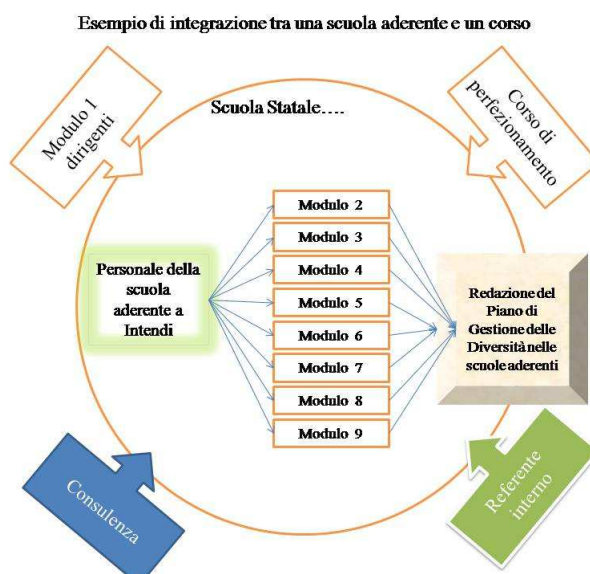 Esempio di integrazione tra una scuola aderente e un corso
Modulo 1
dirigenti
Scuola Statale....
Corso di
perfezionamento
Personale della
scuola
aderente a
Intendi
Modulo 2
Modulo 3
Modulo 4
Modulo 5
Modulo 6
Modulo 7
Modulo 8
Modulo 9
Redazione del
Piano di
Gestione delle
Diversità nelle
scuole aderenti
Consulenza
Referente
interno